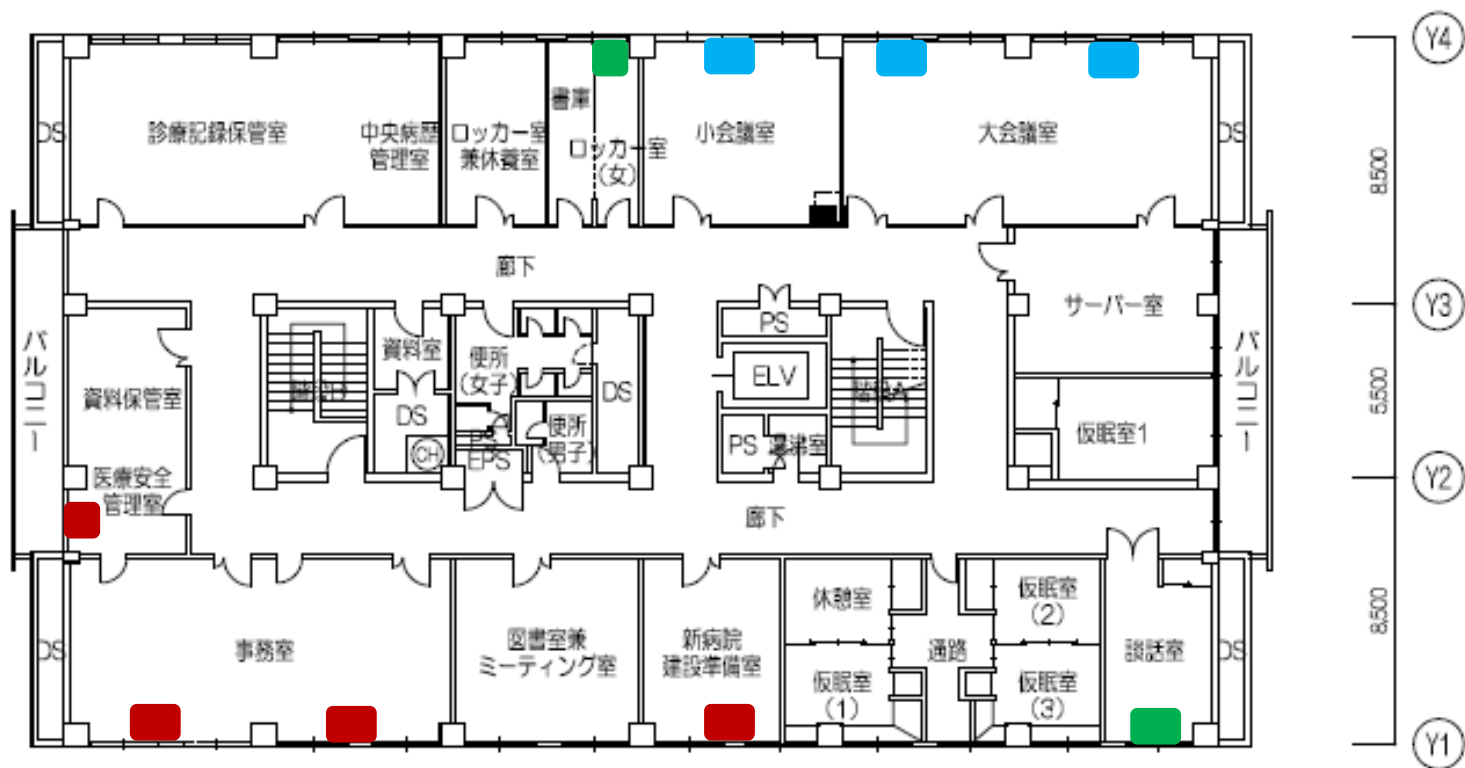 Y4
診療記録保管室
中央病歴
管理室
ロッカー室
兼休養室
書庫
ロッカー室
(女)
小会議室
大会議室
DS
DS
8,500
廊下
サーバー室
Y3
バルコニー
資料保管室
資料室
便所
(女子)
DS
PS
ELV
階段A
バルコニー
5,500
DS
CH
PS
EPS
便所
(男子)
PS
湯沸室
仮眠室1
医療安全
管理室
Y2
廊下
DS
事務室
図書室兼
ミーティング室
新病院
建設準備室
休憩室
仮眠室
(1)
通路
仮眠室
(2)
仮眠室
(3)
談話室
DS
8,500
Y1